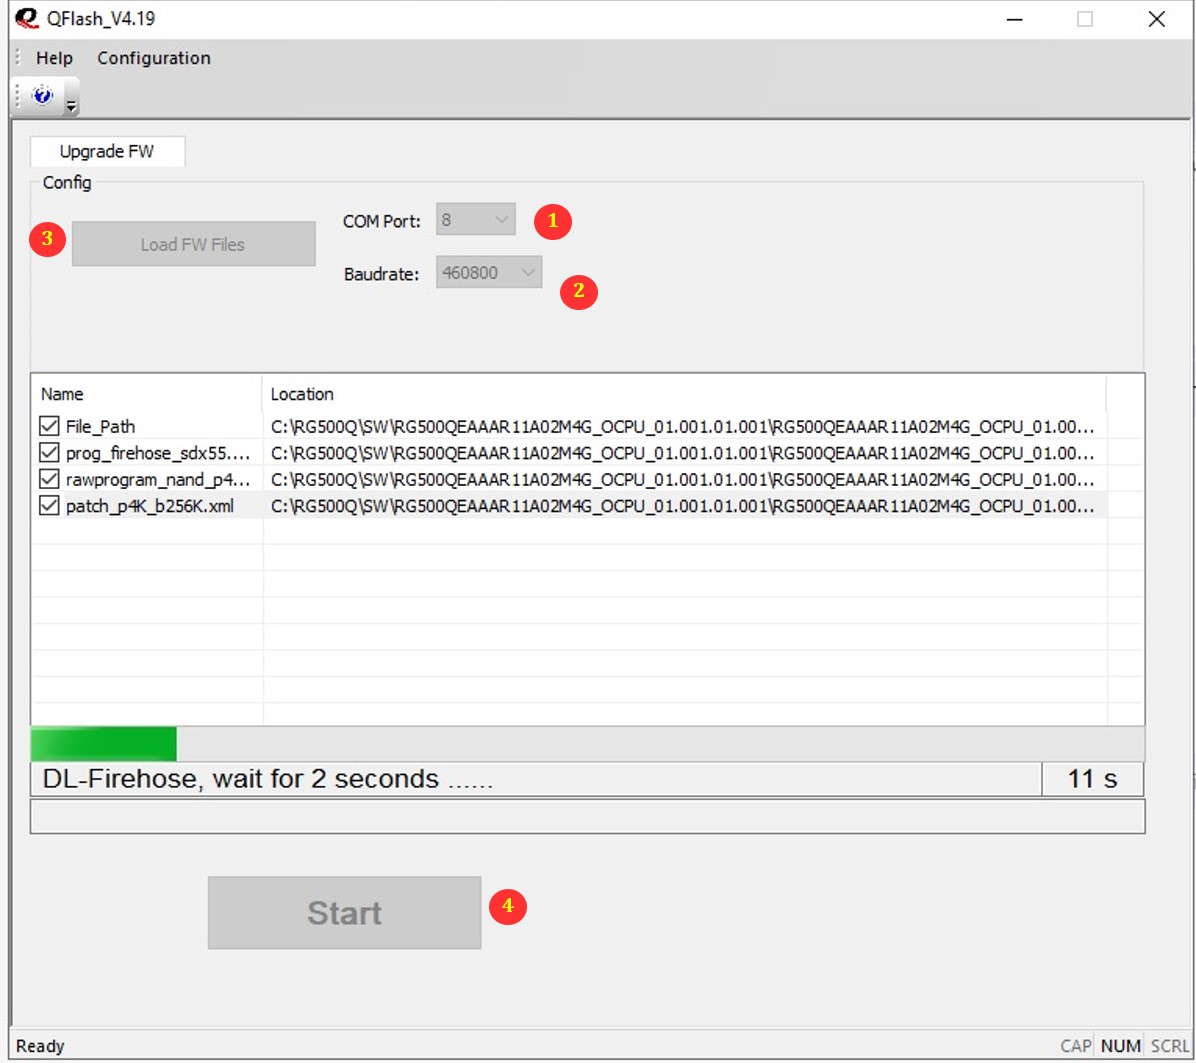 QFlash_V4.19
Help Configuration
Upgrade FW
Config
COM Port: 8 1
3 Load FW Files
Baudrate: 460800 2
Name Location
File_Path C:\RG500Q\SW\RG500QEAAAR11A02M4G_OCPU_01.001.01.001\RG500QEAAAR11A02M4G_OCPU_01.00...
prog_firehose_sdx55.... C:\RG500Q\SW\RG500QEAAAR11A02M4G_OCPU_01.001.01.001\RG500QEAAAR11A02M4G_OCPU_01.00...
rawprogram_nand_p4... C:\RG500Q\SW\RG500QEAAAR11A02M4G_OCPU_01.001.01.001\RG500QEAAAR11A02M4G_OCPU_01.00...
patch_p4K_b256K.xml C:\RG500Q\SW\RG500QEAAAR11A02M4G_OCPU_01.001.01.001\RG500QEAAAR11A02M4G_OCPU_01.00...
DL-Firehose, wait for 2 seconds ...... 11 s
Start 4
Ready CAP NUM SCRL